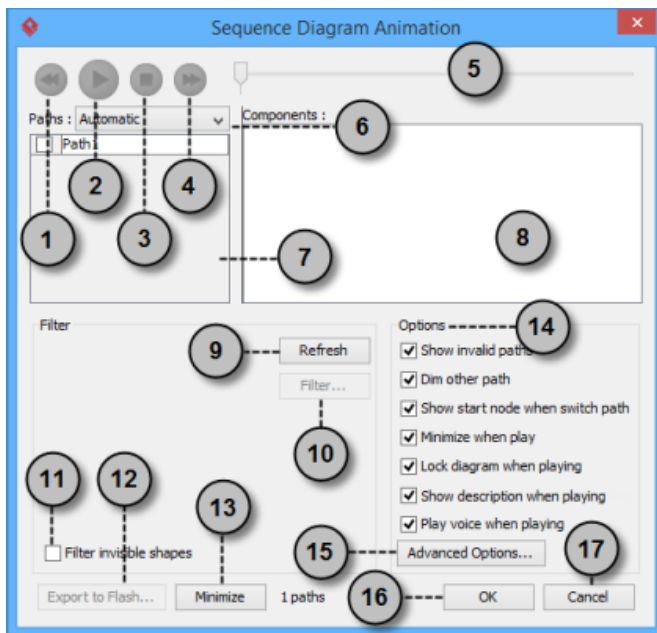 Sequence Diagram Animation
5
Paths : Automatic
Components :
6
Path1
1
2
3
4
7
8
Filter
Options
14
9
Refresh
Show invalid paths
Filter...
Dim other path
Show start node when switch path
10
Minimize when play
11
12
13
Lock diagram when playing
Show description when playing
Play voice when playing
Filter invisible shapes
15
Advanced Options...
17
Export to Flash...
Minimize
1 paths
16
OK
Cancel